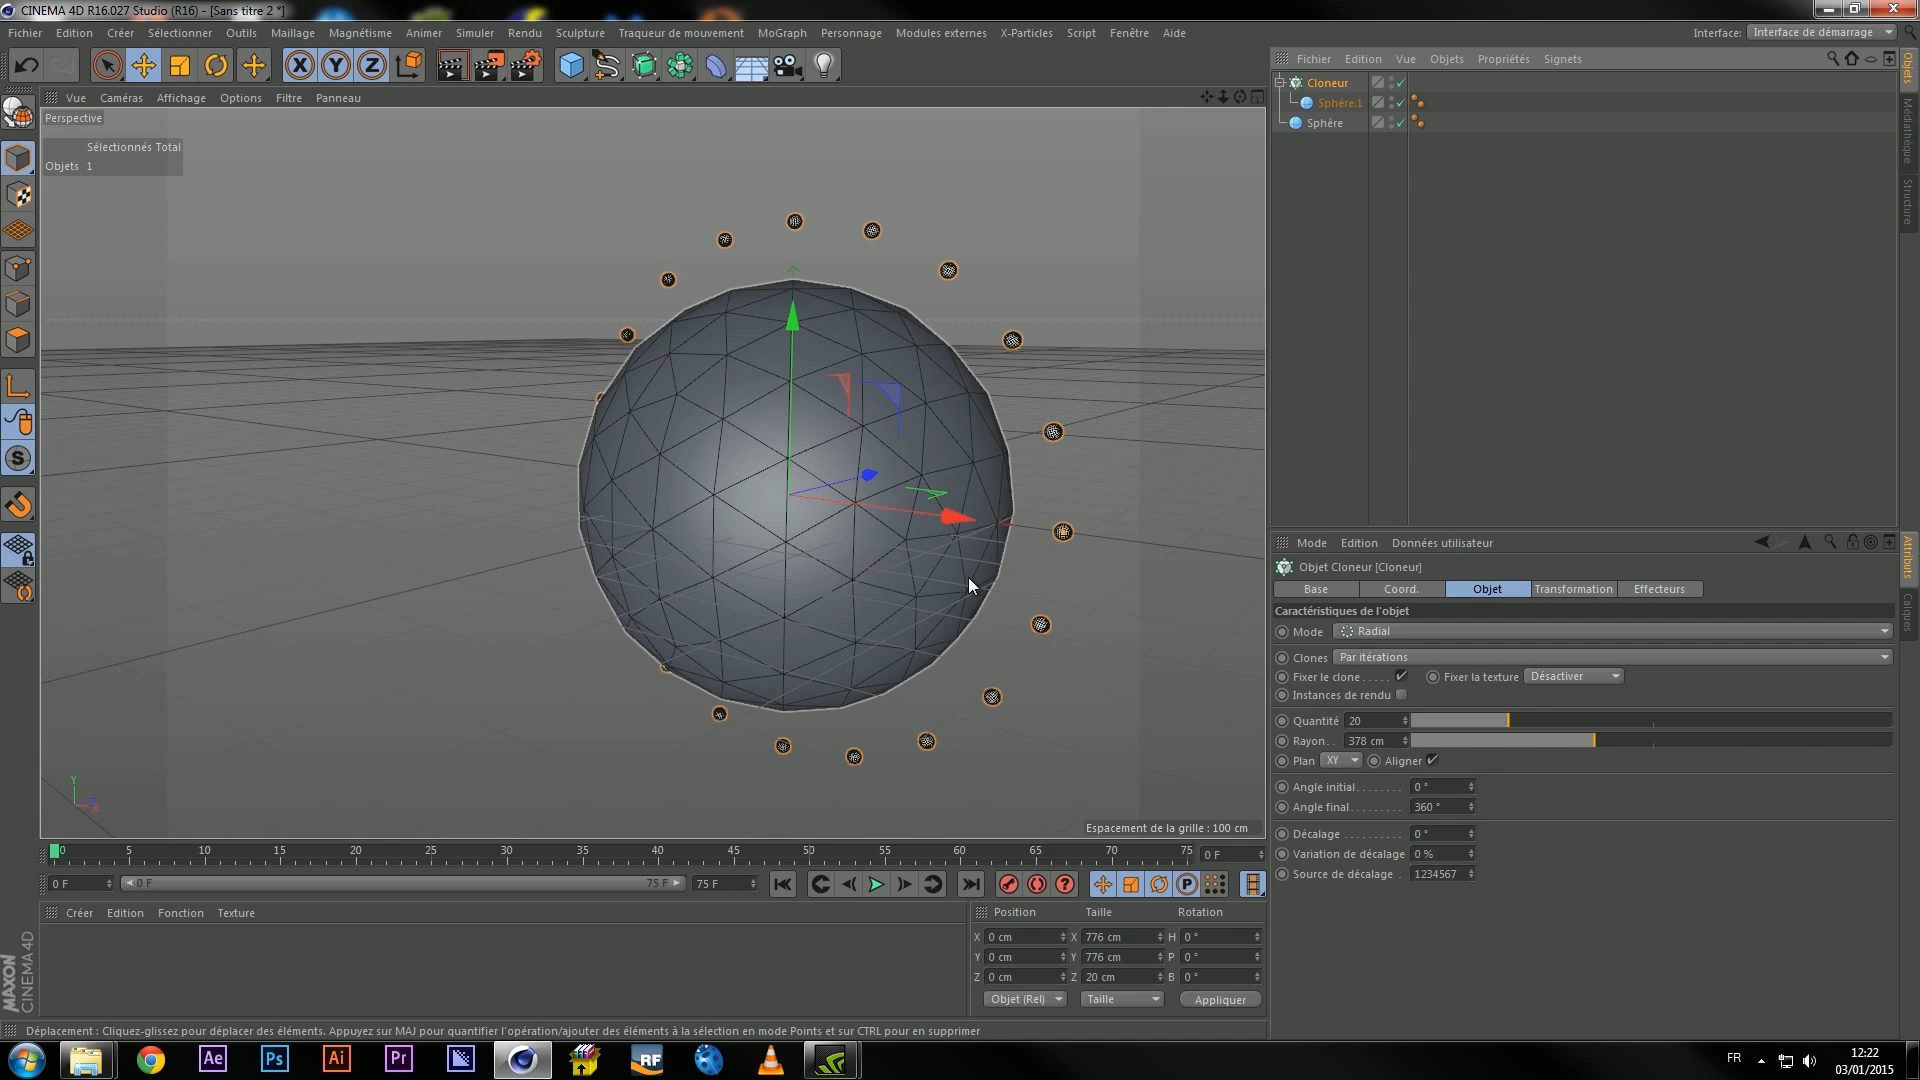 CINEMA 4D R16.027 Studio (R16) - [Sans titre 2 *]
Fichier Edition Créer Sélectionner Outils Maillage Magnétisme Animer Simuler Rendu Sculpture Traqueur de mouvement MoGraph Personnage Modules externes X-Particles Script Fenêtre Aide Interface: Interface de démarrage
Fichier Edition Vue Objets Propriétés Signets
Cloneur
Sphère.1
Sphère
Objets
Médiathèque
Structure
Vue Caméras Affichage Options Filtre Panneau
Perspective
Sélectionnés Total
Objets 1
Espacement de la grille : 100 cm
Y
X
Z
Mode Edition Données utilisateur
Objet Cloneur [Cloneur]
Base Coord. Objet Transformation Effecteurs
Caractéristiques de l'objet
Mode Radial
Clones Par itérations
Fixer le clone . . . . . Fixer la texture Désactiver
Instances de rendu
Quantité 20
Rayon. . 378 cm
Plan XY Aligner
Angle initial. . . . . . . . 0 °
Angle final. . . . . . . . . 360 °
Décalage . . . . . . . . . . 0 °
Variation de décalage 0 %
Source de décalage . 1234567
Attributs
Calques
0 5 10 15 20 25 30 35 40 45 50 55 60 65 70 75 0 F
0 F 0 F 75 F 75 F
Créer Edition Fonction Texture
Position Taille Rotation
X 0 cm X 776 cm H 0 °
Y 0 cm Y 776 cm P 0 °
Z 0 cm Z 20 cm B 0 °
Objet (Rel) Taille Appliquer
MAXON
CINEMA 4D
Déplacement : Cliquez-glissez pour déplacer des éléments. Appuyez sur MAJ pour quantifier l'opération/ajouter des éléments à la sélection en mode Points et sur CTRL pour en supprimer
Ae Ps Ai Pr RF
FR
12:22
03/01/2015